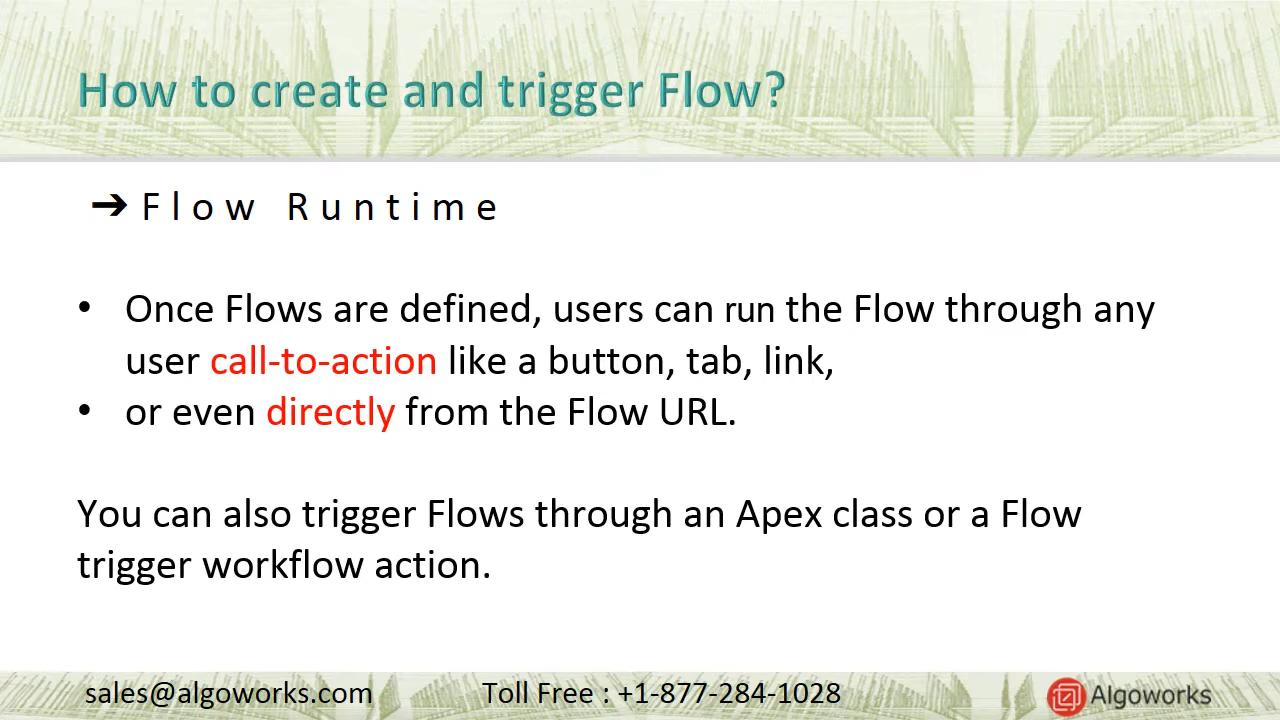 How to create and trigger Flow?
➔ Flow Runtime
• Once Flows are defined, users can run the Flow through any
user call-to-action like a button, tab, link,
• or even directly from the Flow URL.
You can also trigger Flows through an Apex class or a Flow
trigger workflow action.
sales@algoworks.com Toll Free : +1-877-284-1028 Algoworks